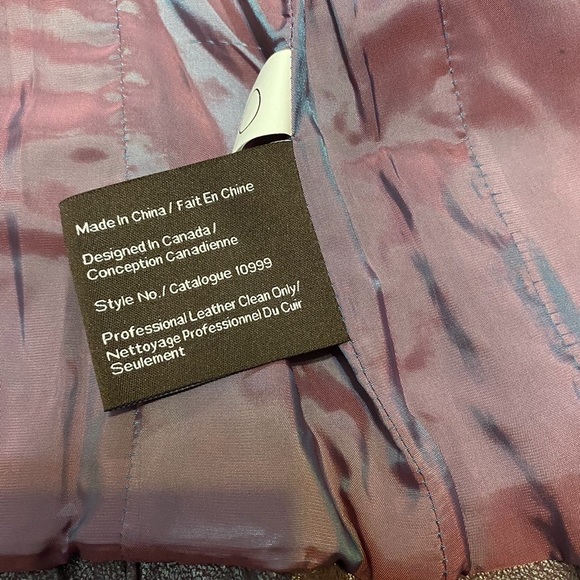 Made In China / Fait En Chine
Designed In Canada /
Conception Canadienne
Style No./ Catalogue 10999
Professional Leather Clean Only/
Nettoyage Professionnel Du Cuir
Seulement